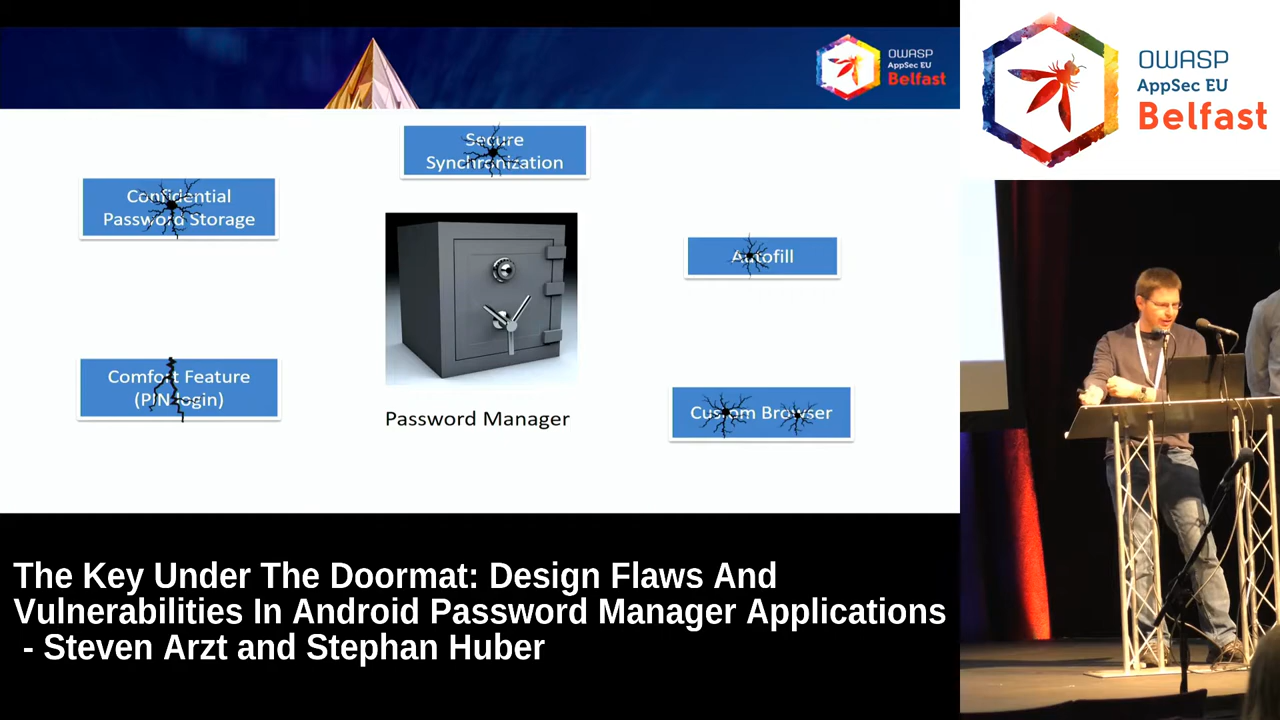 OWASP
AppSec EU
Belfast
OWASP
AppSec EU
Belfast
Secure
Synchronization
Confidential
Password Storage
Autofill
Comfort Feature
(PIN-login)
Custom Browser
Password Manager
The Key Under The Doormat: Design Flaws And
Vulnerabilities In Android Password Manager Applications
- Steven Arzt and Stephan Huber